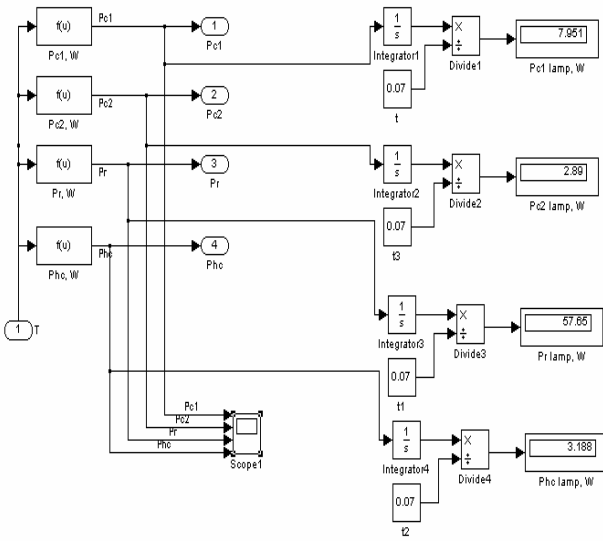 f(u)
Pc1
Pc1, W
1
Pc1
1
s
Integrator1
×
÷
Divide1
7.951
Pc1 lamp, W
0.07
t
f(u)
Pc2
Pc2, W
2
Pc2
1
s
Integrator2
×
÷
Divide2
2.89
Pc2 lamp, W
0.07
t3
f(u)
Pr
Pr, W
3
Pr
f(u)
Phc
Phc, W
4
Phc
1
T
1
s
Integrator3
×
÷
Divide3
57.65
Pr lamp, W
0.07
t1
Pc1
Pc2
Pr
Phc
Scope1
1
s
Integrator4
×
÷
Divide4
3.188
Phc lamp, W
0.07
t2